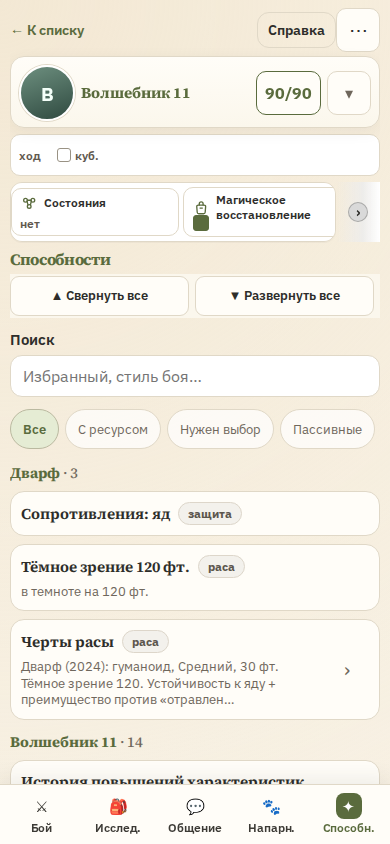 ← К списку
Справка
...
В
Волшебник 11
90/90
▼
ход
куб.
Состояния
нет
Магическое
восстановление
›
Способности
▲ Свернуть все
▼ Развернуть все
Поиск
Избранный, стиль боя...
Все
С ресурсом
Нужен выбор
Пассивные
Дварф · 3
Сопротивления: яд
защита
Тёмное зрение 120 фт.
раса
в темноте на 120 фт.
Черты расы
раса
Дварф (2024): гуманоид, Средний, 30 фт.
Тёмное зрение 120. Устойчивость к яду +
преимущество против «отравлен...
›
Волшебник 11 · 14
История повышений характеристик
Бой
Исслед.
Общение
Напарн.
Способн.